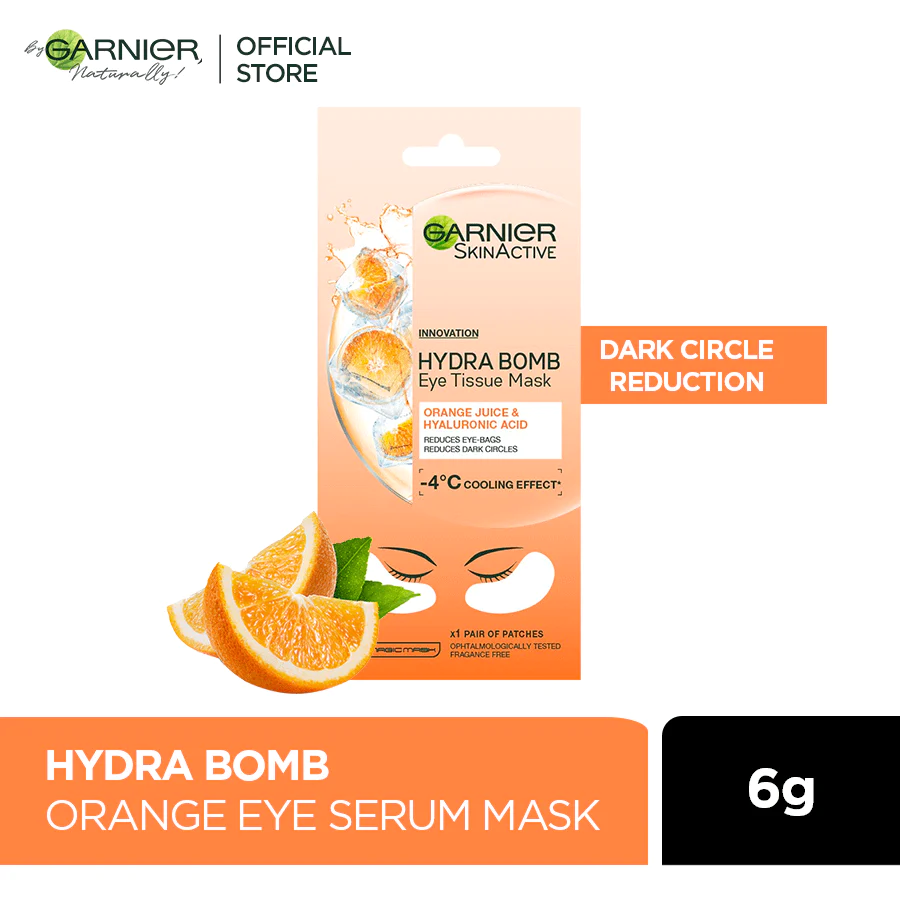 By GARNIER,
Naturally!
OFFICIAL
STORE
GARNIER
SKINACTIVE
INNOVATION
HYDRA BOMB
Eye Tissue Mask
ORANGE JUICE &
HYALURONIC ACID
REDUCES EYE-BAGS
REDUCES DARK CIRCLES
-4°C COOLING EFFECT*
DARK CIRCLE
REDUCTION
x1 PAIR OF PATCHES
OPHTALMOLOGICALLY TESTED
FRAGANCE FREE
MAGIC MASK
HYDRA BOMB
ORANGE EYE SERUM MASK
6g